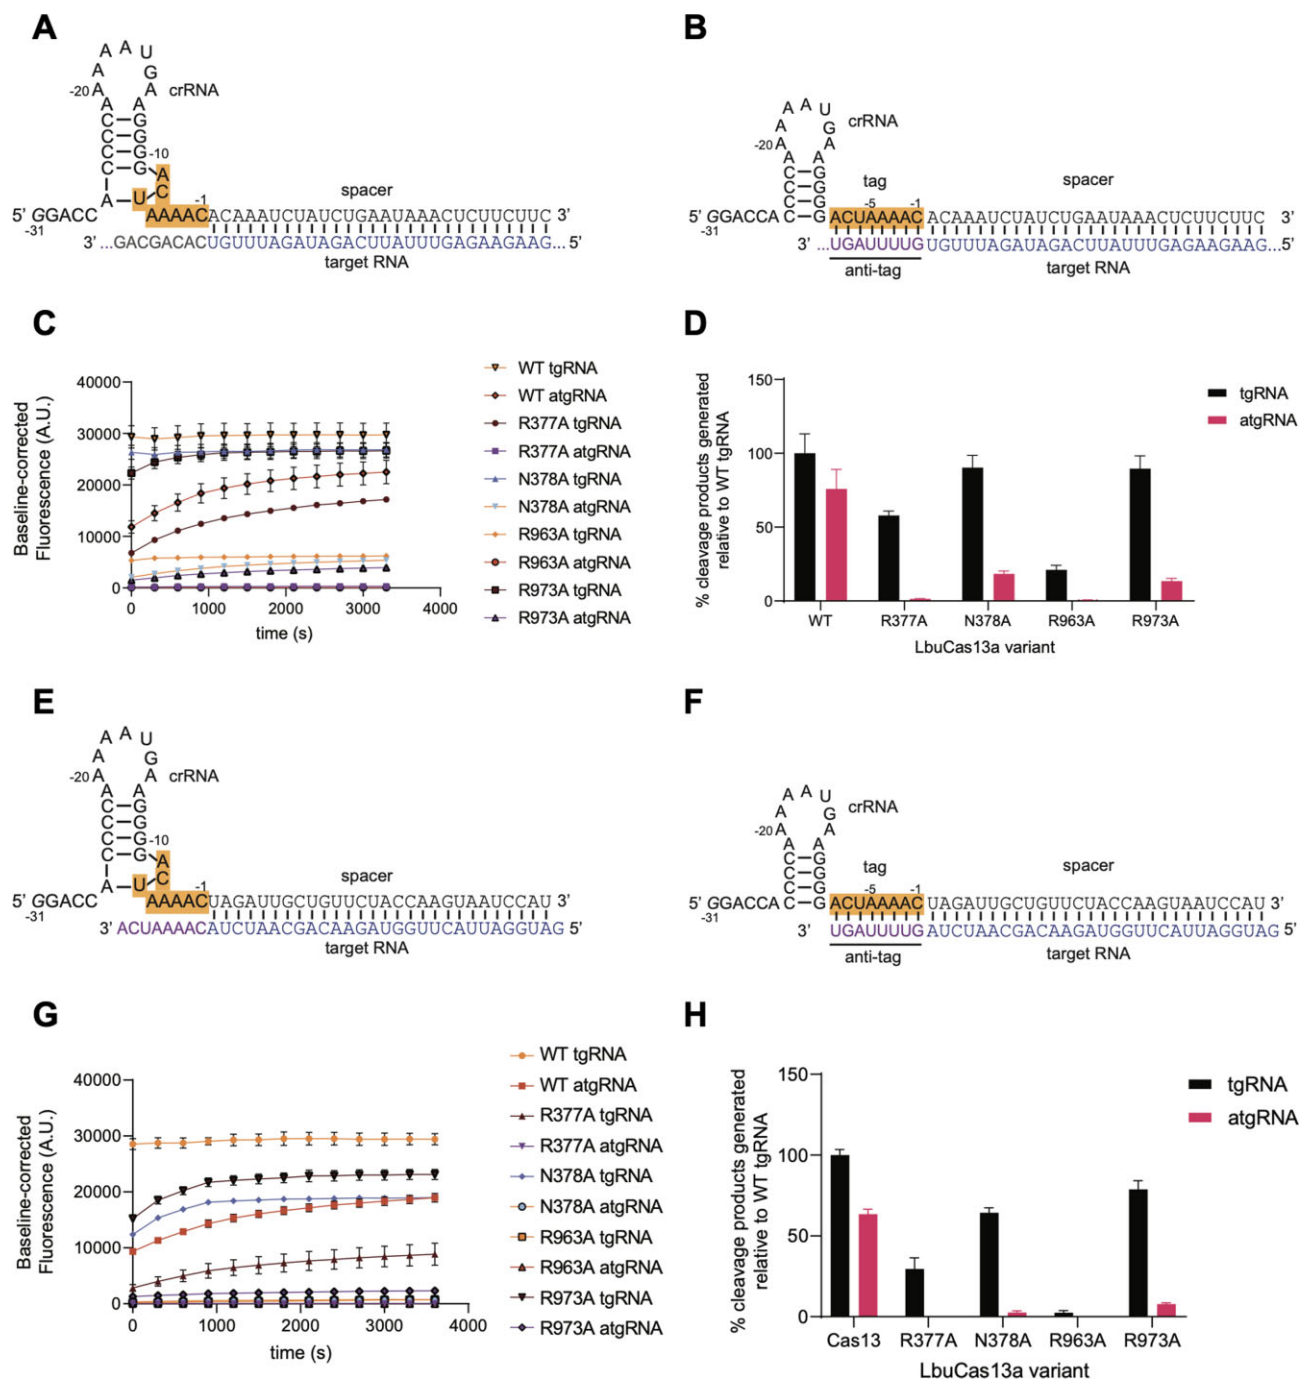 A
A A U
A G
A A
-20 A
crRNA
A A
C G
C G
C G
C G
-10
A
C
A U
-1
spacer
5' GGACC AAAAC ACAAAUCUAUCUGAAUAAACUCUUCUUC 3'
-31
3' ...GACGACACUGUUUAGAUAGACUUAUUUGAGAAGAAG... 5'
target RNA
B
A A U
A G
A A
-20
crRNA
A A
C G
C G
C G
tag
spacer
-5 -1
5' GGACCA C G ACUAAAAC ACAAAUCUAUCUGAAUAAACUCUUCUUC 3'
-31
3' ...UGAUUUUG UGUUUAGAUAGACUUAUUUGAGAAGAAG... 5'
anti-tag
target RNA
C
Baseline-corrected
Fluorescence (A.U.)
40000
30000
20000
10000
0
0 1000 2000 3000 4000
time (s)
WT tgRNA
WT atgRNA
R377A tgRNA
R377A atgRNA
N378A tgRNA
N378A atgRNA
R963A tgRNA
R963A atgRNA
R973A tgRNA
R973A atgRNA
D
% cleavage products generated
relative to WT tgRNA
150
100
50
0
WT R377A N378A R963A R973A
LbuCas13a variant
tgRNA
atgRNA
E
A A U
A G
A A
-20
crRNA
A A
C G
C G
C G
C G
-10
A
C
A U
-1
spacer
5' GGACC AAAAC UAGAUUGCUGUUCUACCAAGUAAUCCAU 3'
-31
3' ACUAAAACAUCUAACGACAAGAUGGUUCAUUAGGUAG 5'
target RNA
F
A A U
A G
A A
-20
crRNA
A A
C G
C G
C G
tag
spacer
-5 -1
5' GGACCA C G ACUAAAAC UAGAUUGCUGUUCUACCAAGUAAUCCAU 3'
-31
3' UGAUUUUG AUCUAACGACAAGAUGGUUCAUUAGGUAG 5'
anti-tag
target RNA
G
Baseline-corrected
Fluorescence (A.U.)
40000
30000
20000
10000
0
0 1000 2000 3000 4000
time (s)
WT tgRNA
WT atgRNA
R377A tgRNA
R377A atgRNA
N378A tgRNA
N378A atgRNA
R963A tgRNA
R963A atgRNA
R973A tgRNA
R973A atgRNA
H
% cleavage products generated
relative to WT tgRNA
150
100
50
0
Cas13 R377A N378A R963A R973A
LbuCas13a variant
tgRNA
atgRNA